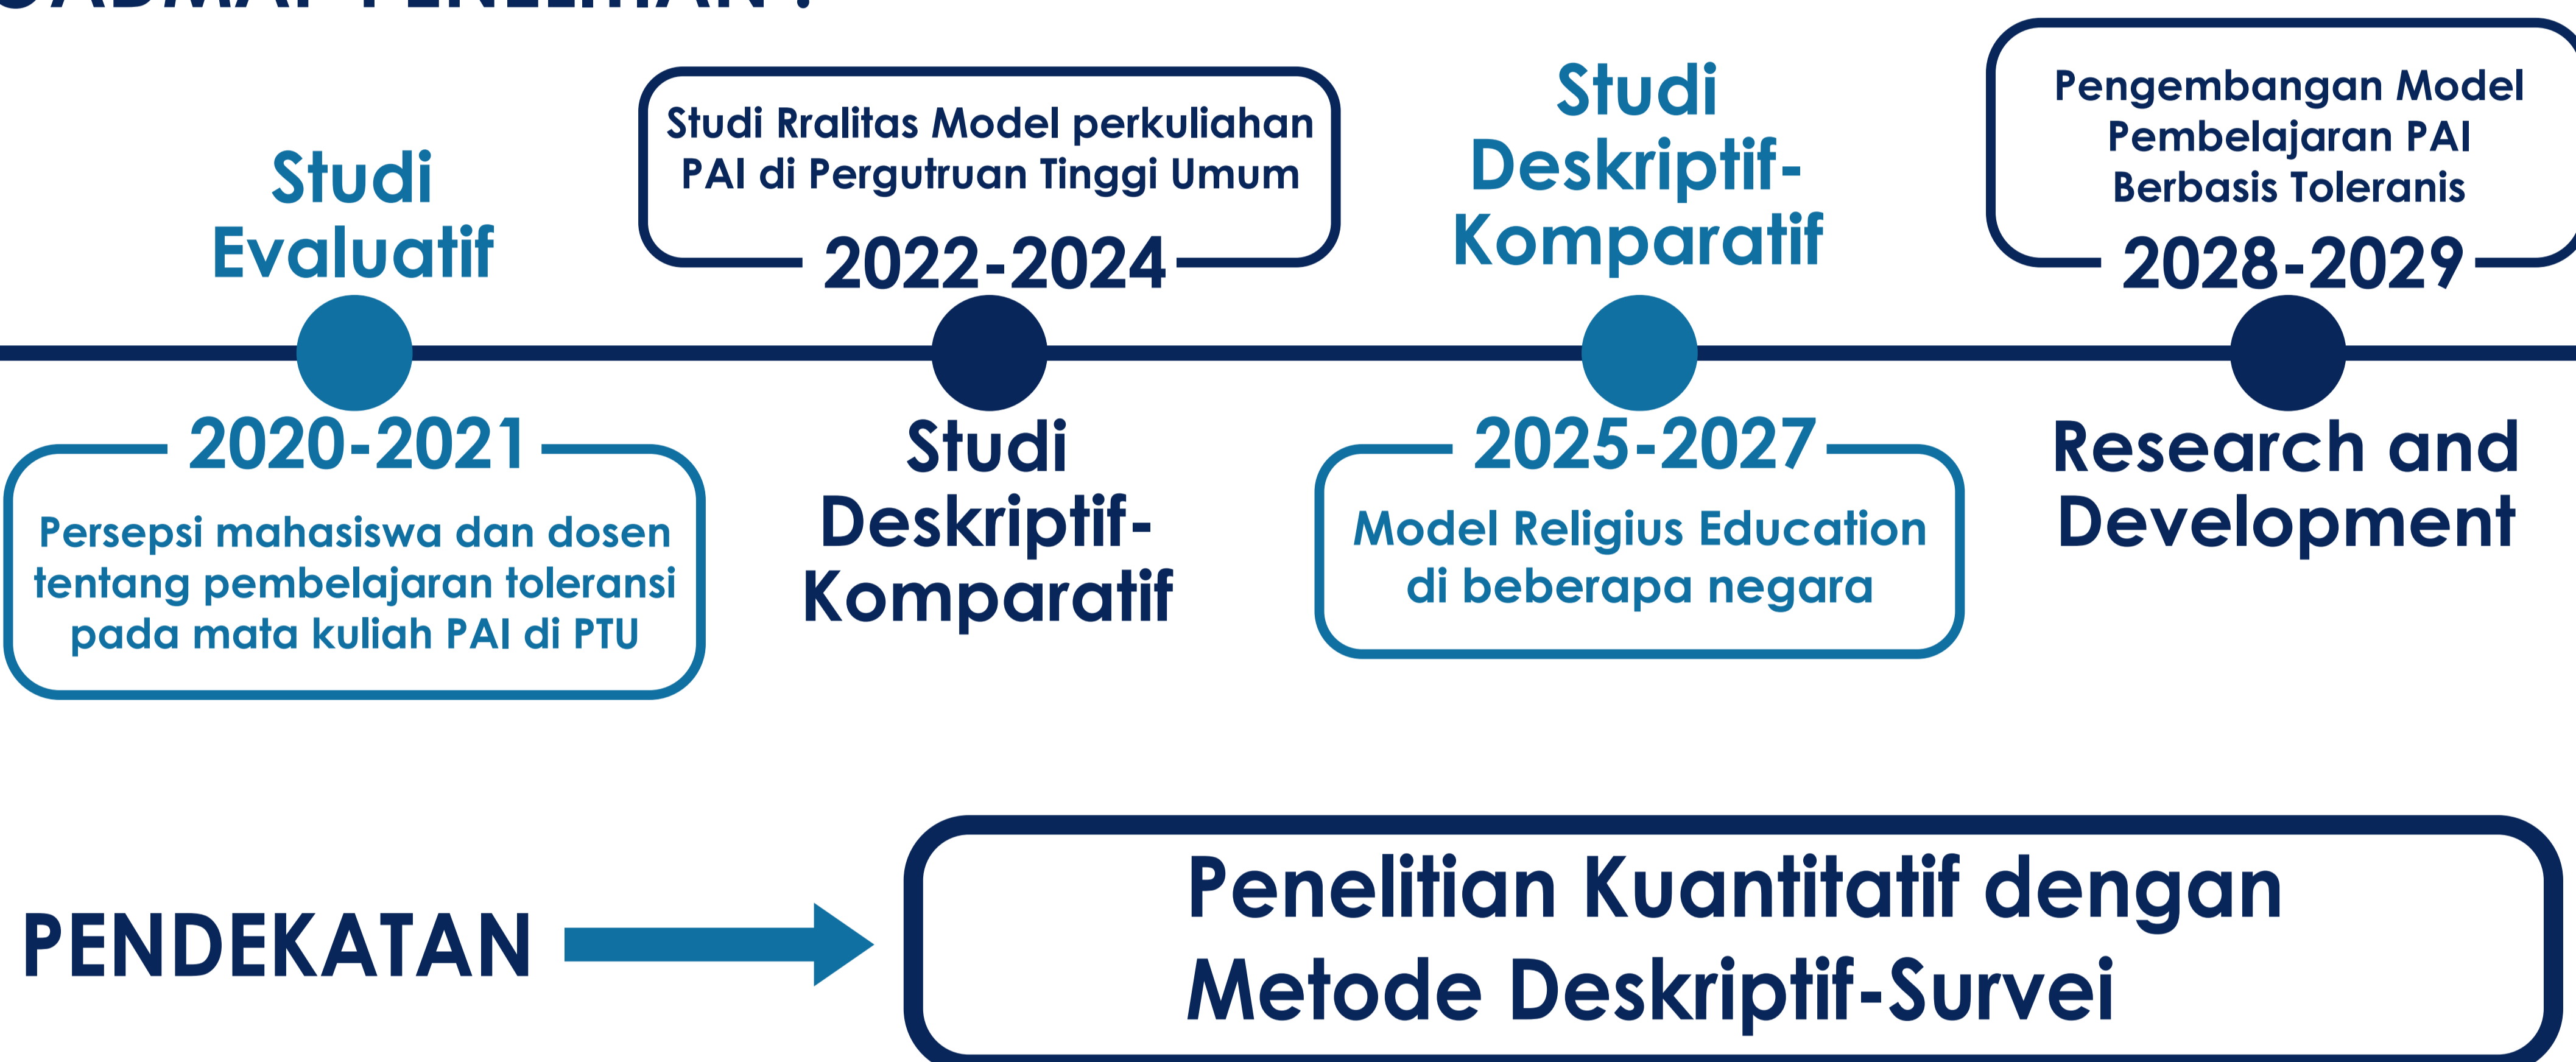 PENELITIAN :
Studi
Evaluatif
2020-2021
Persepsi mahasiswa dan dosen
tentang pembelajaran toleransi
pada mata kuliah PAI di PTU
Studi Rralitas Model perkuliahan
PAI di Pergutruan Tinggi Umum
2022-2024
Studi
Deskriptif-
Komparatif
Studi
Deskriptif-
Komparatif
2025-2027
Model Religius Education
di beberapa negara
Pengembangan Model
Pembelajaran PAI
Berbasis Toleranis
2028-2029
Research and
Development
PENDEKATAN
Penelitian Kuantitatif dengan
Metode Deskriptif-Survei